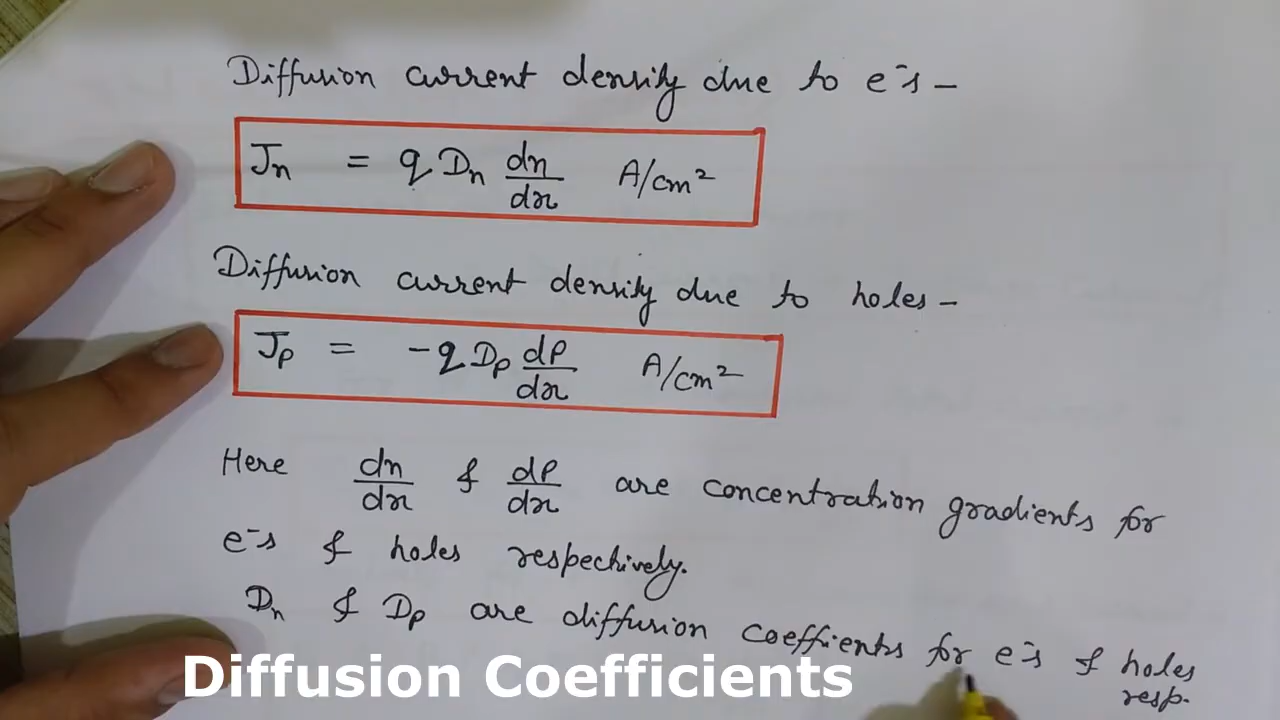 Diffusion current density due to e⁻s –
Jn = q Dn dn/dx A/cm²
Diffusion current density due to holes –
Jp = -q Dp dp/dx A/cm²
Here dn/dx & dp/dx are concentration gradients for
e⁻s & holes respectively.
Dn & Dp are diffusion coeffients for e⁻s & holes
resp.
Diffusion Coefficients